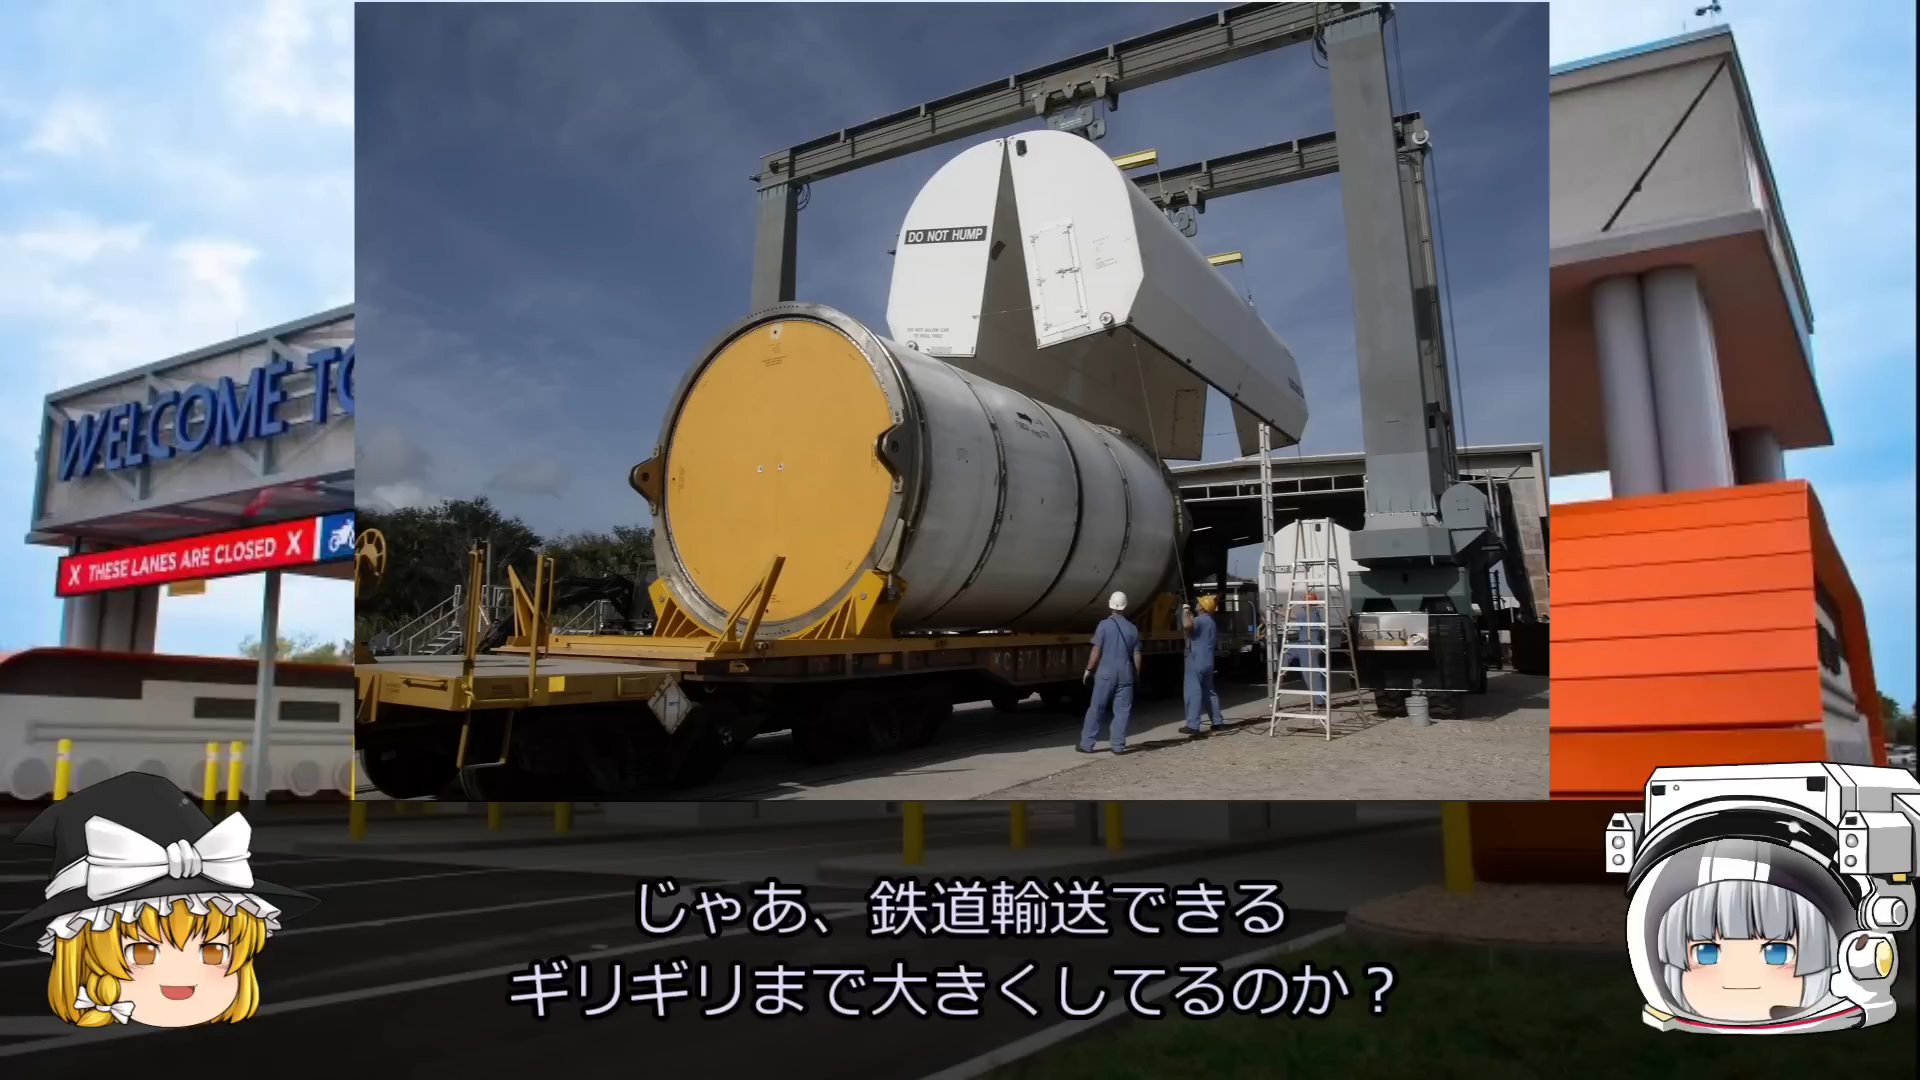 WELCOME TO
X THESE LANES ARE CLOSED X
DO NOT HUMP
じゃあ、鉄道輸送できる
ギリギリまで大きくしてるのか？